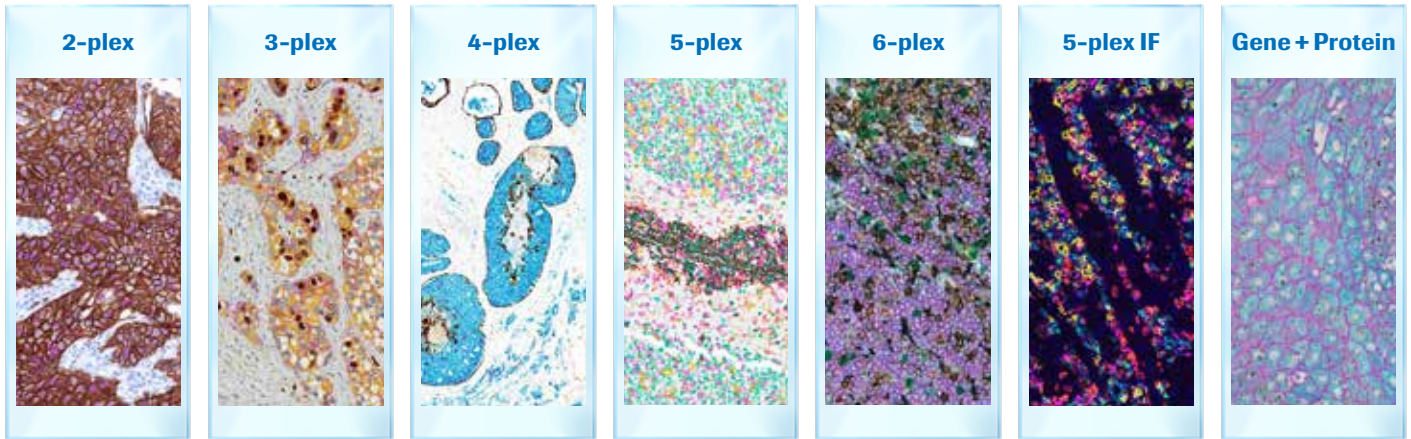 2-plex
3-plex
4-plex
5-plex
6-plex
5-plex IF
Gene + Protein